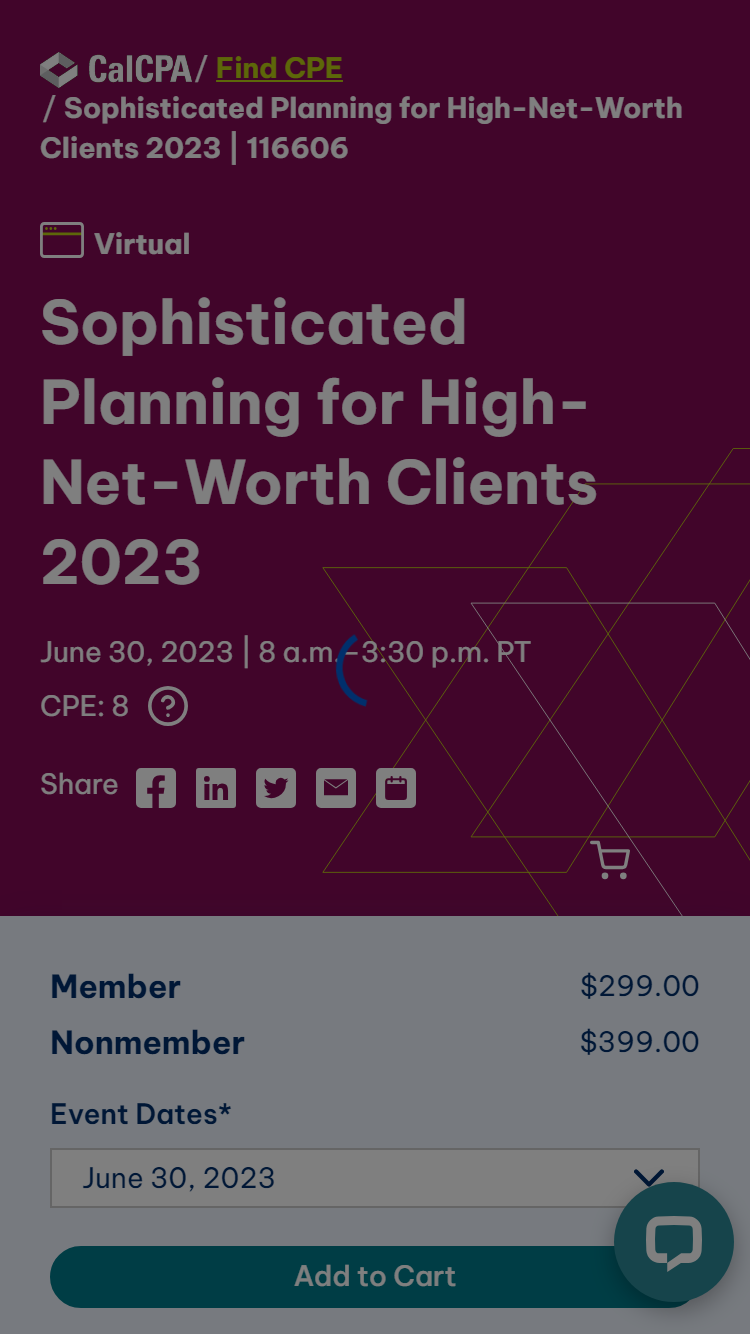 CalCPA / Find CPE
/ Sophisticated Planning for High-Net-Worth
Clients 2023 | 116606
Virtual
Sophisticated
Planning for High-
Net-Worth Clients
2023
June 30, 2023 | 8 a.m.–3:30 p.m. PT
CPE: 8
Share
Member $299.00
Nonmember $399.00
Event Dates*
June 30, 2023
Add to Cart